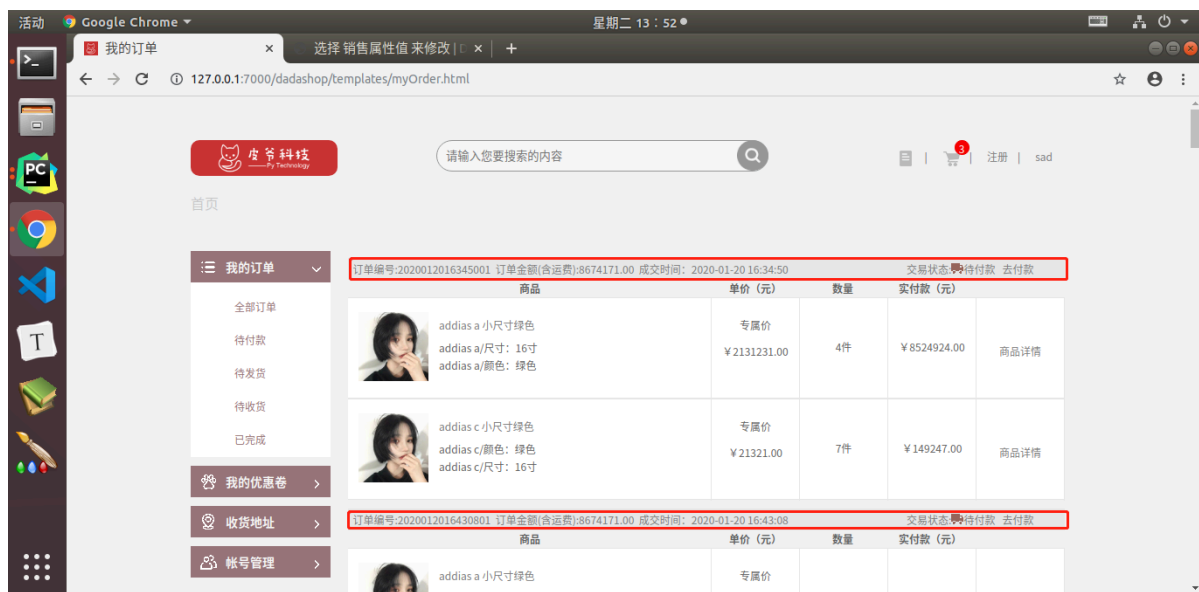 活动 Google Chrome 星期二 13：52
我的订单 选择 销售属性值 来修改 | D
127.0.0.1:7000/dadashop/templates/myOrder.html
皮爷科技
Py Technology
请输入您要搜索的内容
3
| | 注册 | sad
首页
我的订单
全部订单
待付款
待发货
待收货
已完成
我的优惠卷
收货地址
帐号管理
订单编号:2020012016345001 订单金额(含运费):8674171.00 成交时间：2020-01-20 16:34:50 交易状态:待付款 去付款
商品 单价（元） 数量 实付款（元）
addias a 小尺寸绿色
addias a/尺寸：16寸
addias a/颜色：绿色
专属价
￥2131231.00
4件
￥8524924.00
商品详情
addias c 小尺寸绿色
addias c/颜色：绿色
addias c/尺寸：16寸
专属价
￥21321.00
7件
￥149247.00
商品详情
订单编号:2020012016430801 订单金额(含运费):8674171.00 成交时间：2020-01-20 16:43:08 交易状态:待付款 去付款
商品 单价（元） 数量 实付款（元）
addias a 小尺寸绿色
专属价
PC
T